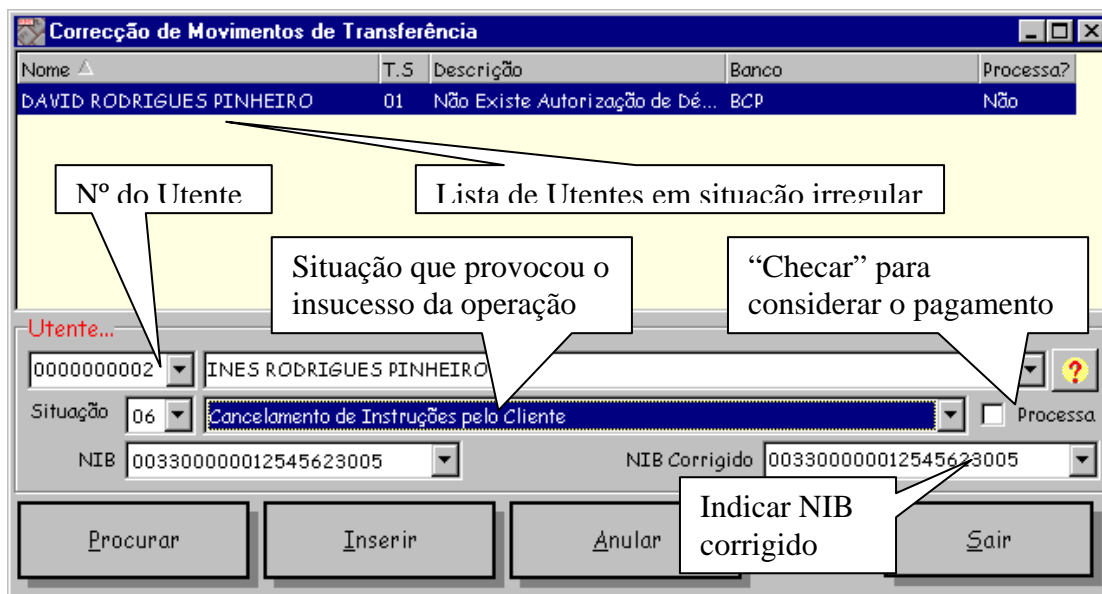 Correcção de Movimentos de Transferência
Nome T.S Descrição Banco Processa?
DAVID RODRIGUES PINHEIRO 01 Não Existe Autorização de Dé... BCP Não
Nº do Utente
Lista de Utentes em situação irregular
Situação que provocou o
insucesso da operação
“Checar” para
considerar o pagamento
Utente...
0000000002 INES RODRIGUES PINHEIRO ?
Situação 06 Cancelamento de Instruções pelo Cliente Processa
NIB 003300000012545623005 NIB Corrigido 003300000012545623005
Indicar NIB
corrigido
Procurar Inserir Anular Sair